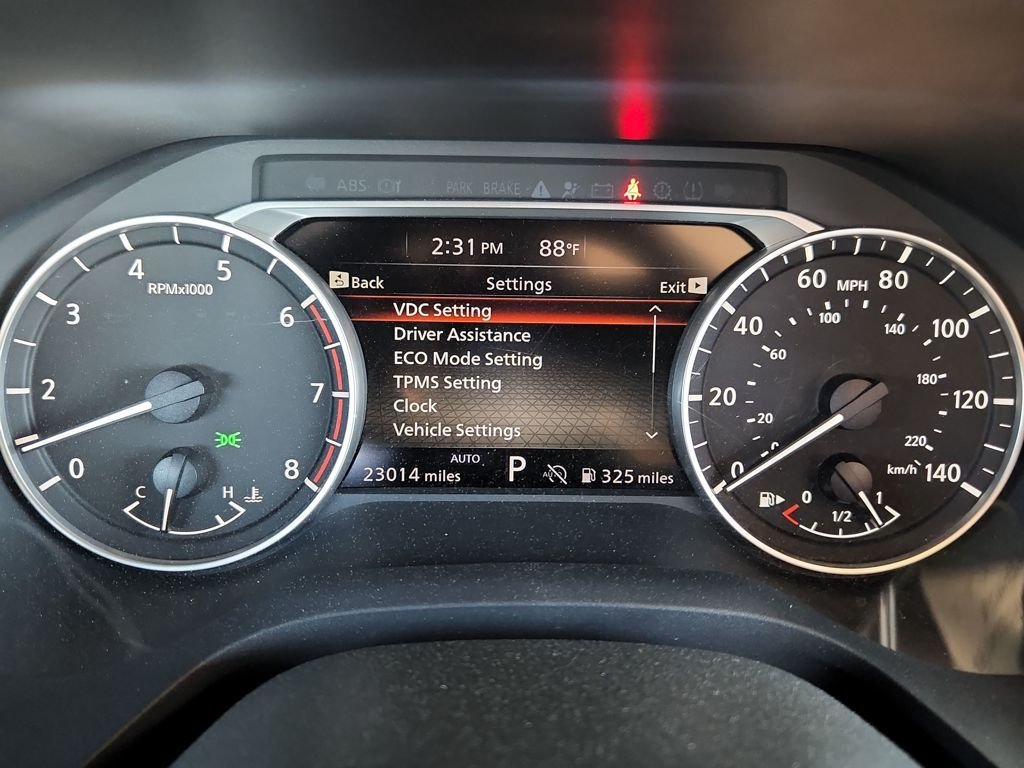 ABS
PARK BRAKE
2:31 PM 88°F
Back Settings Exit
VDC Setting
Driver Assistance
ECO Mode Setting
TPMS Setting
Clock
Vehicle Settings
AUTO
23014 miles P 325 miles
RPMx1000
0 2 3 4 5 6 7 8
C H
MPH
0 20 40 60 80 100 120 140
0 20 60 100 140 180 220
km/h
0 1/2 1